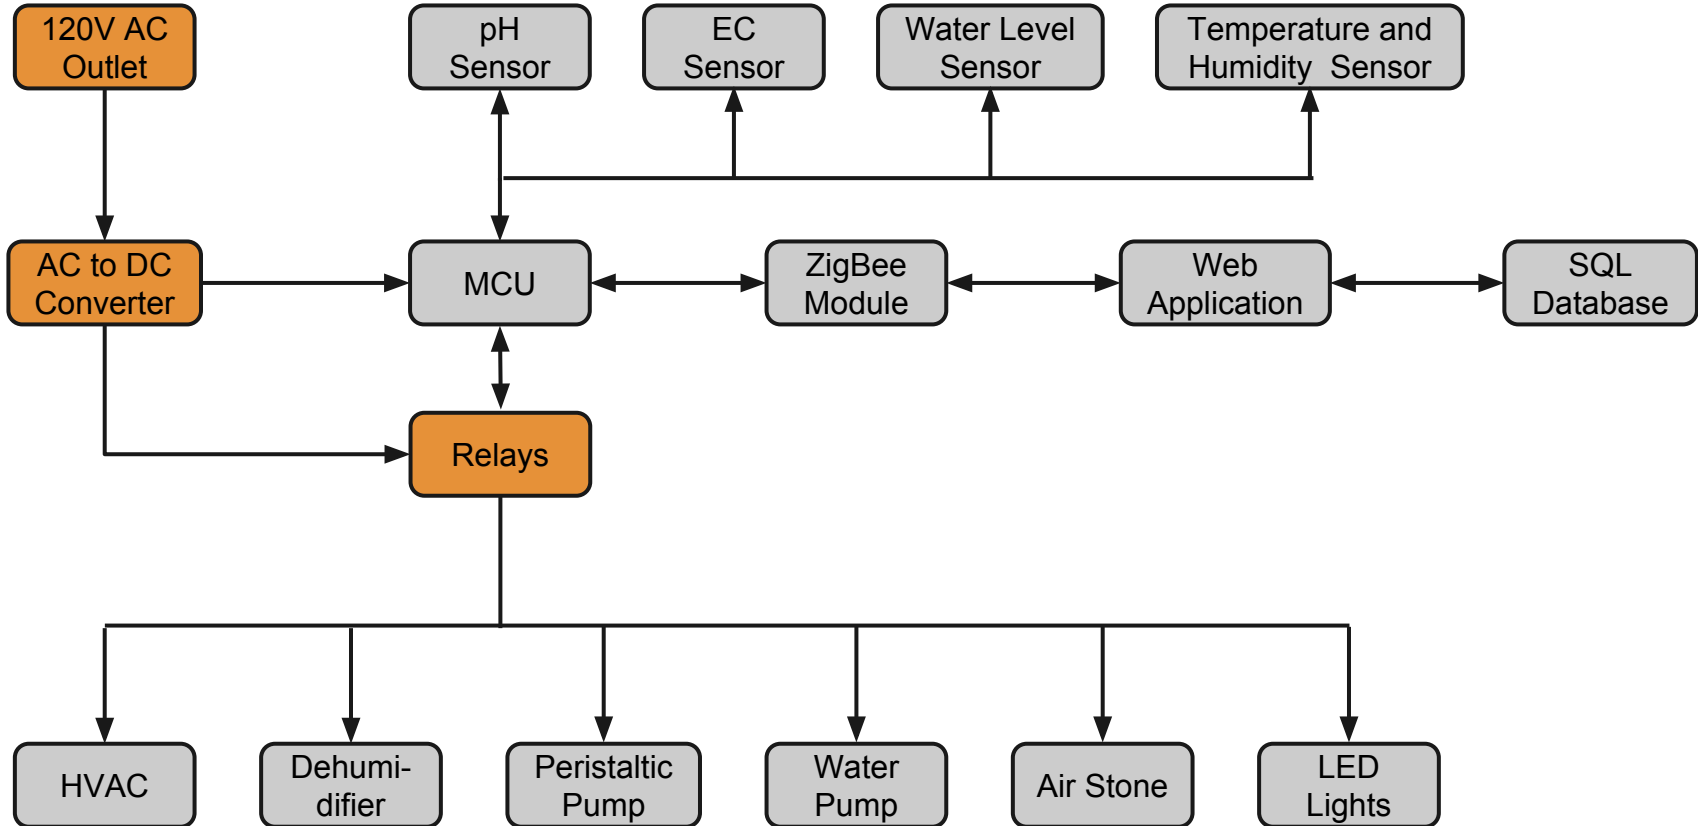 120V AC
Outlet
pH
Sensor
EC
Sensor
Water Level
Sensor
Temperature and
Humidity  Sensor
AC to DC
Converter
MCU
ZigBee
Module
Web
Application
SQL
Database
Relays
HVAC
Dehumi-
difier
Peristaltic
Pump
Water
Pump
Air Stone
LED
Lights